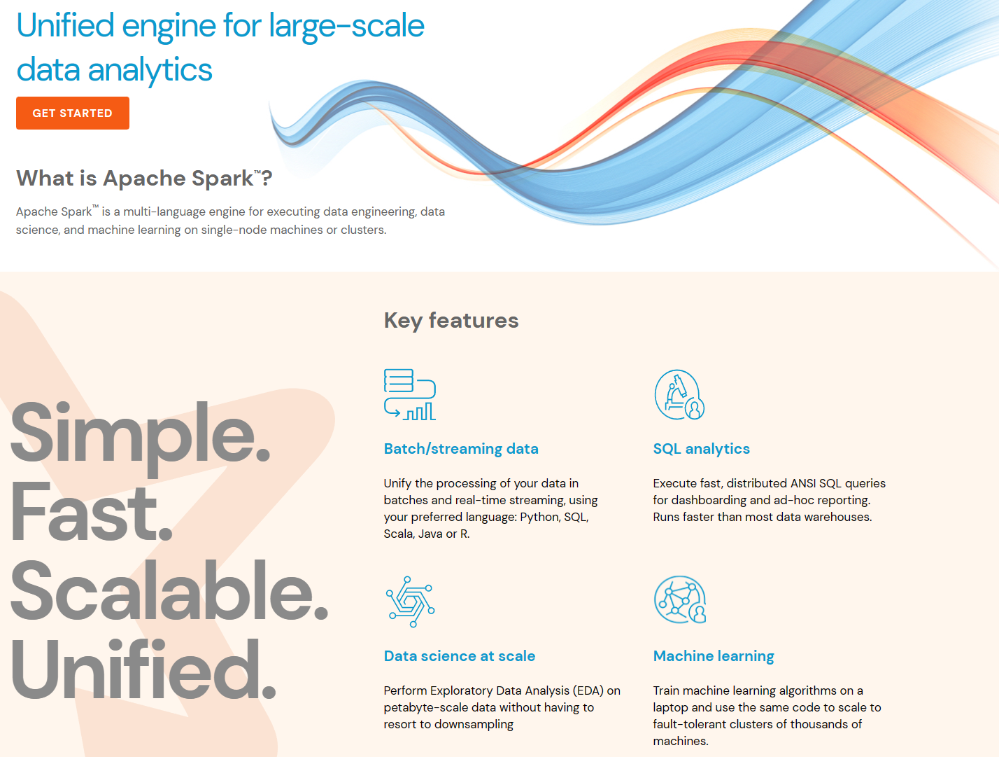 Unified engine for large-scale
data analytics
GET STARTED
What is Apache Spark™?
Apache Spark™ is a multi-language engine for executing data engineering, data
science, and machine learning on single-node machines or clusters.
Simple.
Fast.
Scalable.
Unified.
Key features
Batch/streaming data
Unify the processing of your data in
batches and real-time streaming, using
your preferred language: Python, SQL,
Scala, Java or R.
SQL analytics
Execute fast, distributed ANSI SQL queries
for dashboarding and ad-hoc reporting.
Runs faster than most data warehouses.
Data science at scale
Perform Exploratory Data Analysis (EDA) on
petabyte-scale data without having to
resort to downsampling
Machine learning
Train machine learning algorithms on a
laptop and use the same code to scale to
fault-tolerant clusters of thousands of
machines.